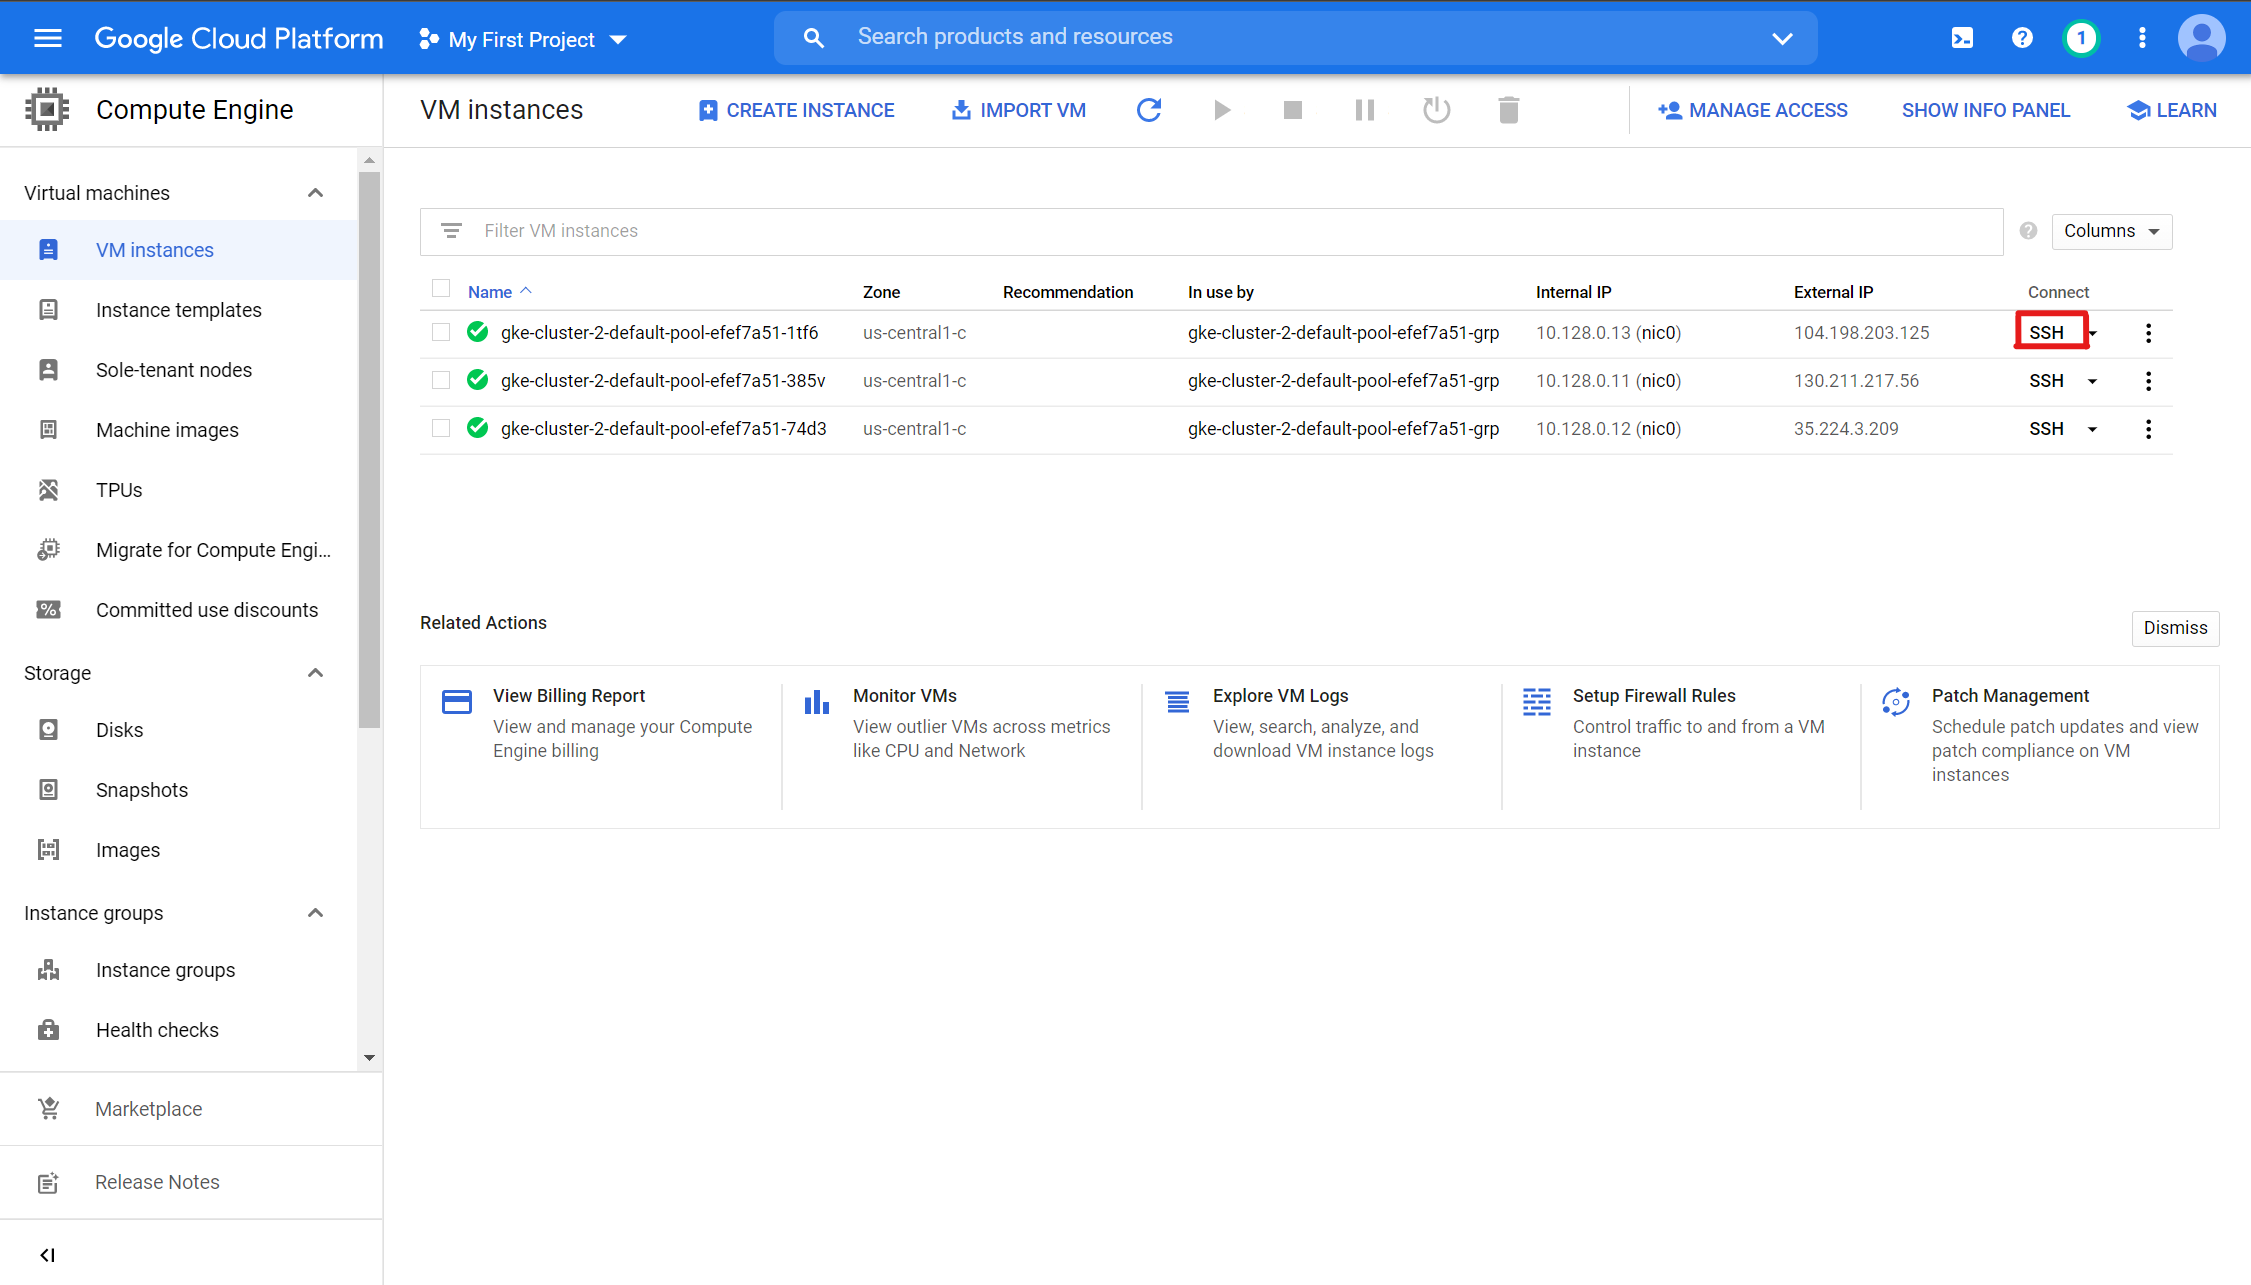 Google Cloud Platform
My First Project
Search products and resources
1
Compute Engine
VM instances
CREATE INSTANCE
IMPORT VM
MANAGE ACCESS
SHOW INFO PANEL
LEARN
Virtual machines
VM instances
Instance templates
Sole-tenant nodes
Machine images
TPUs
Migrate for Compute Engi...
Committed use discounts
Storage
Disks
Snapshots
Images
Instance groups
Instance groups
Health checks
Marketplace
Release Notes
Filter VM instances
Columns
Name Zone Recommendation In use by Internal IP External IP Connect
gke-cluster-2-default-pool-efef7a51-1tf6 us-central1-c gke-cluster-2-default-pool-efef7a51-grp 10.128.0.13 (nic0) 104.198.203.125 SSH
gke-cluster-2-default-pool-efef7a51-385v us-central1-c gke-cluster-2-default-pool-efef7a51-grp 10.128.0.11 (nic0) 130.211.217.56 SSH
gke-cluster-2-default-pool-efef7a51-74d3 us-central1-c gke-cluster-2-default-pool-efef7a51-grp 10.128.0.12 (nic0) 35.224.3.209 SSH
Related Actions
Dismiss
View Billing Report
View and manage your Compute
Engine billing
Monitor VMs
View outlier VMs across metrics
like CPU and Network
Explore VM Logs
View, search, analyze, and
download VM instance logs
Setup Firewall Rules
Control traffic to and from a VM
instance
Patch Management
Schedule patch updates and view
patch compliance on VM
instances